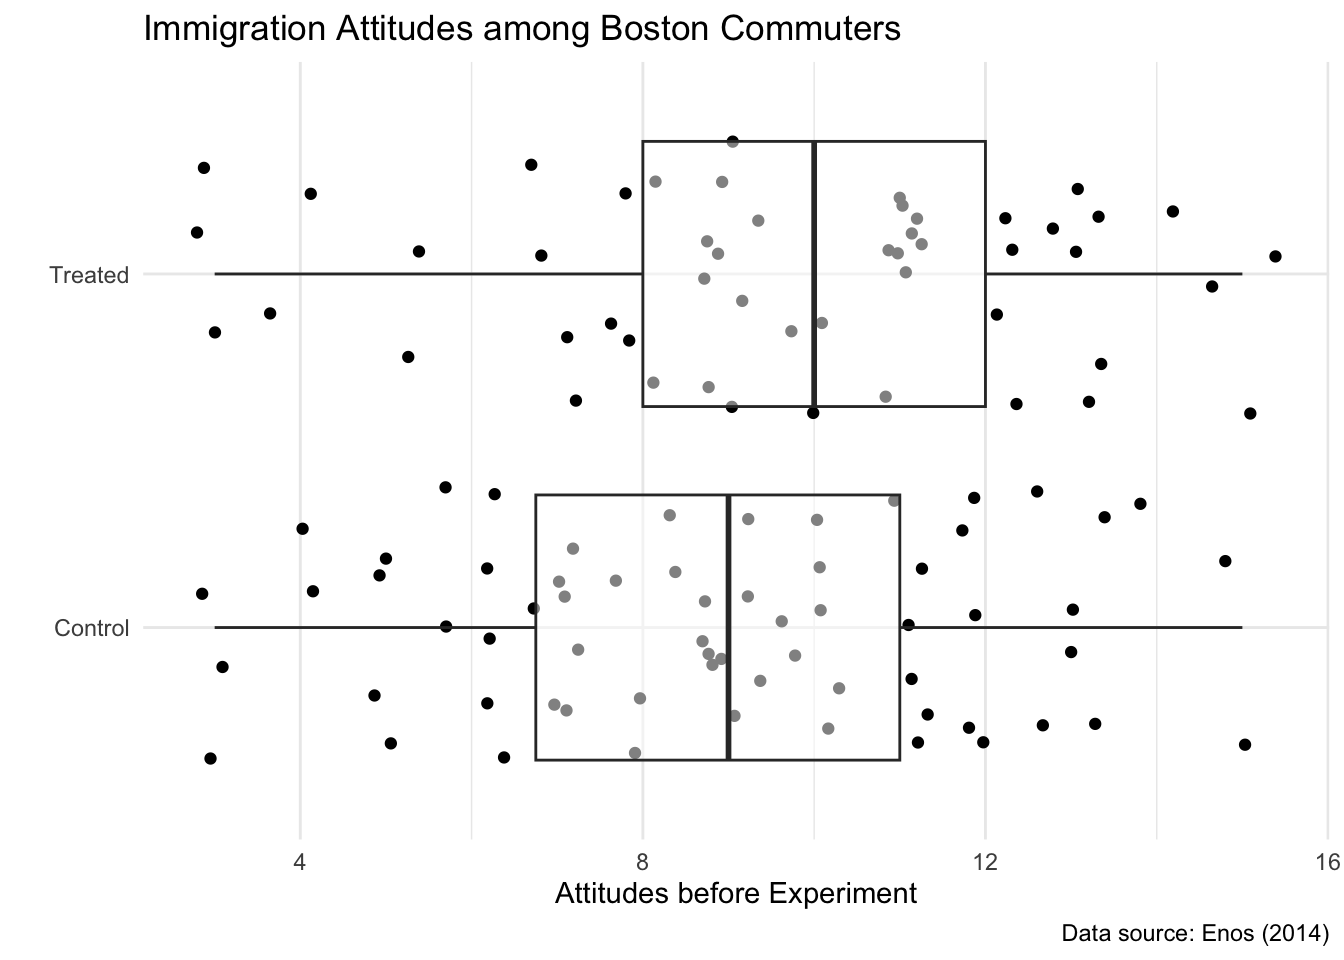 Immigration Attitudes among Boston Commuters
Treated
Control
4 8 12 16
Attitudes before Experiment
Data source: Enos (2014)